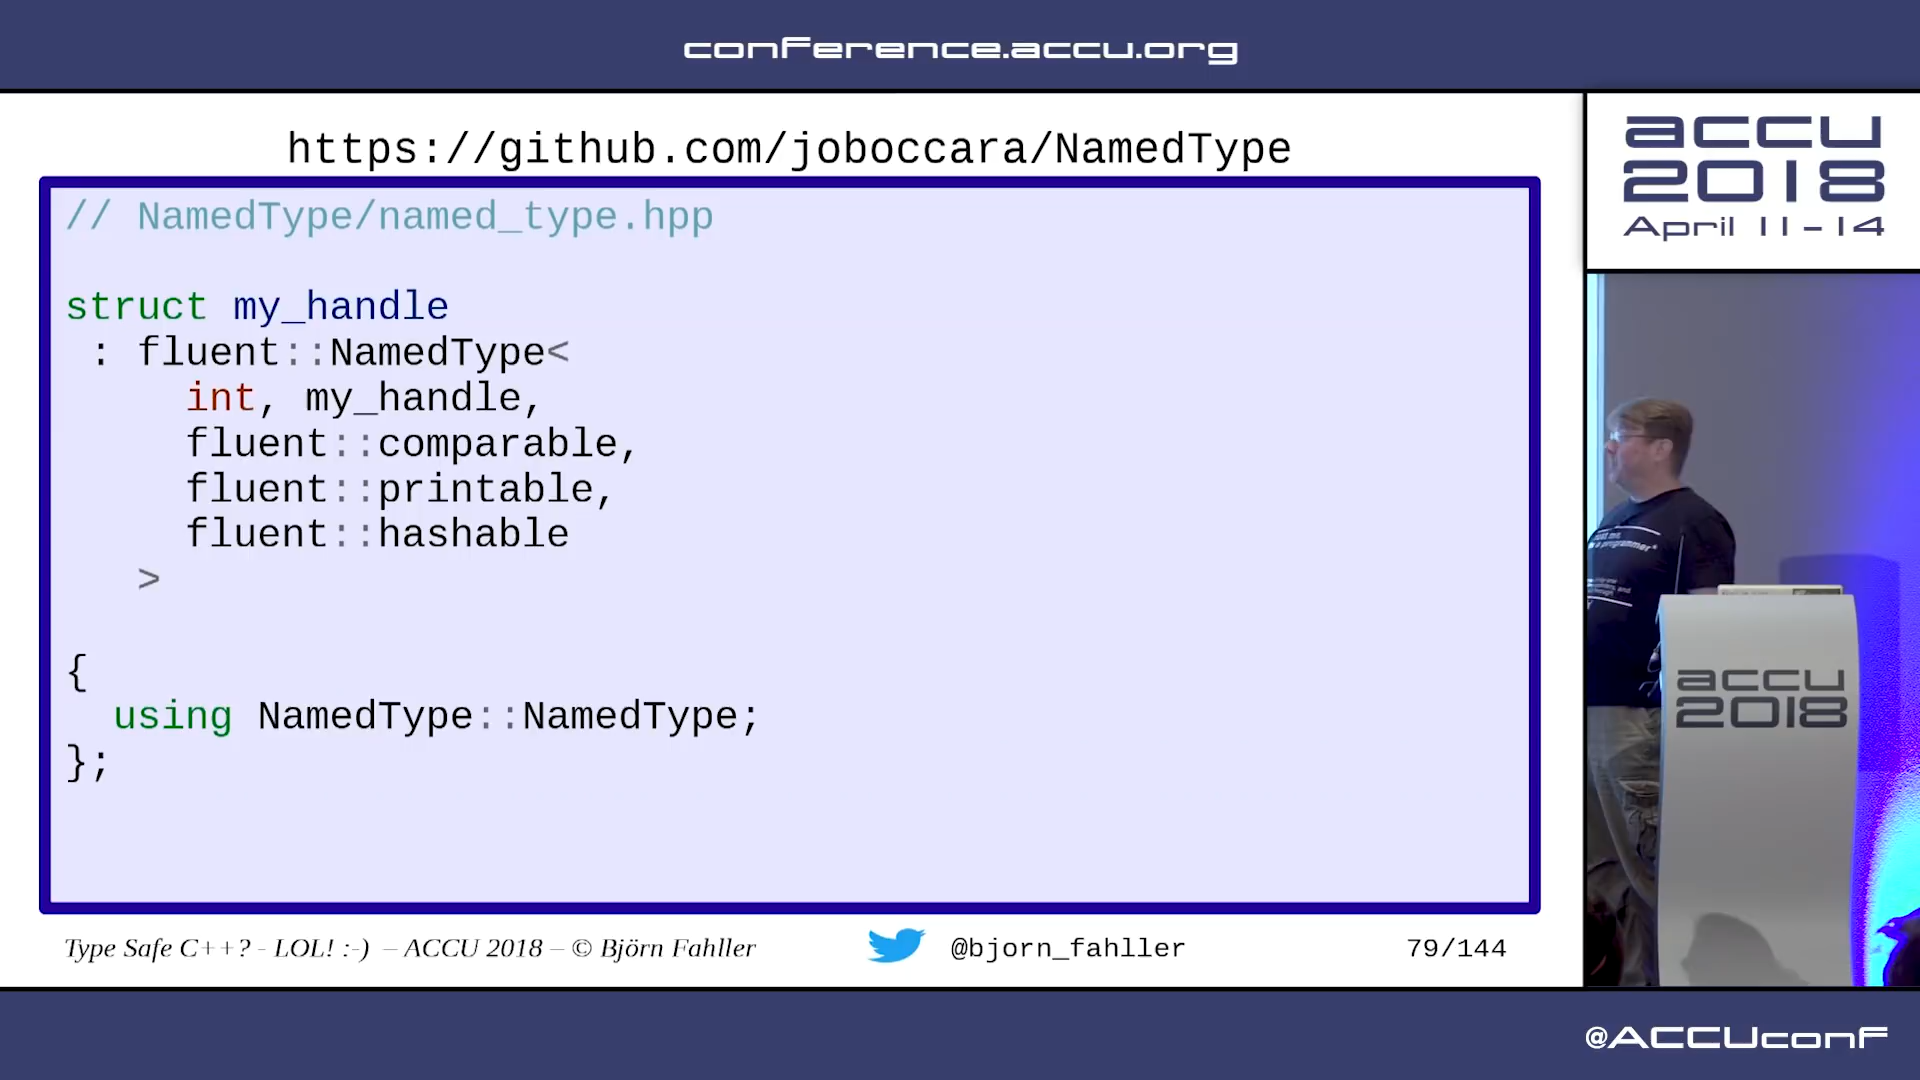 conference.accu.org
https://github.com/joboccara/NamedType
// NamedType/named_type.hpp
struct my_handle
: fluent::NamedType<
int, my_handle,
fluent::comparable,
fluent::printable,
fluent::hashable
>
{
using NamedType::NamedType;
};
Type Safe C++? - LOL! :-) – ACCU 2018 – © Björn Fahller
@bjorn_fahller
79/144
accu
2018
April 11-14
programmer*
accu
2018
@ACCUconf